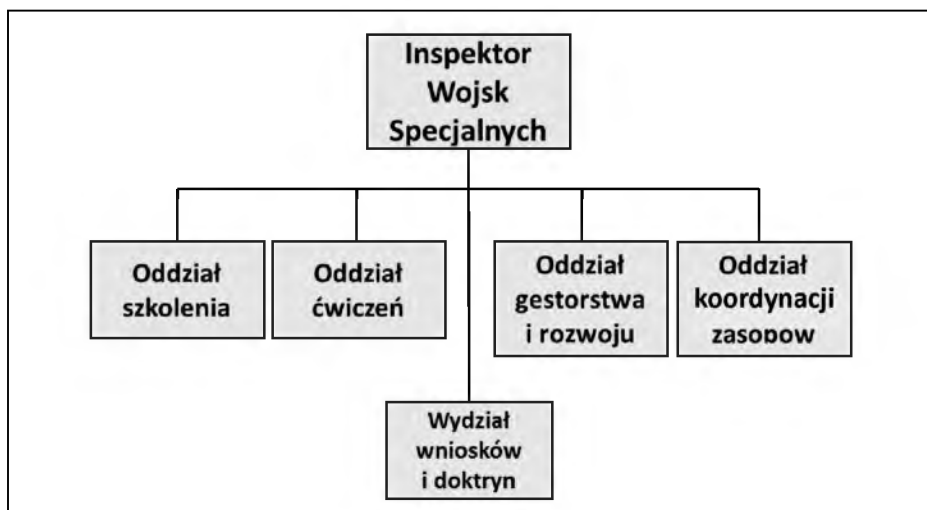 Inspektor
Wojsk
Specjalnych
Oddział
szkolenia
Oddział
ćwiczeń
Oddział
gestorstwa
i rozwoju
Oddział
koordynacji
zasopow
Wydział
wniosków
i doktryn